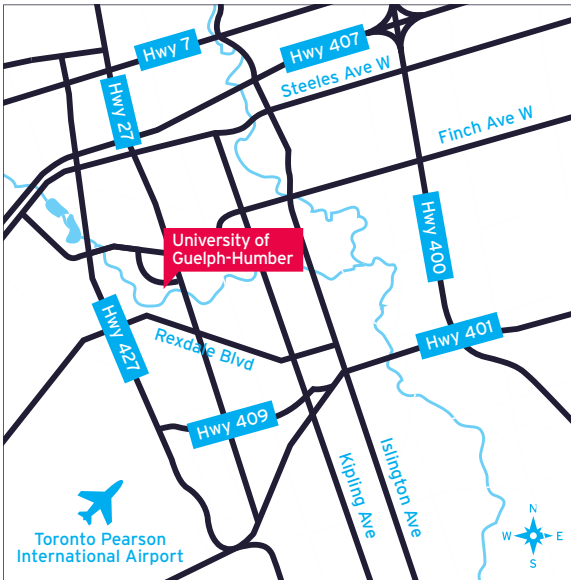 Hwy 7
Hwy 407
Steeles Ave W
Hwy 27
Finch Ave W
Hwy 400
University of
Guelph-Humber
Hwy 427
Rexdale Blvd
Hwy 401
Hwy 409
Kipling Ave
Islington Ave
Toronto Pearson
International Airport
N
W E
S